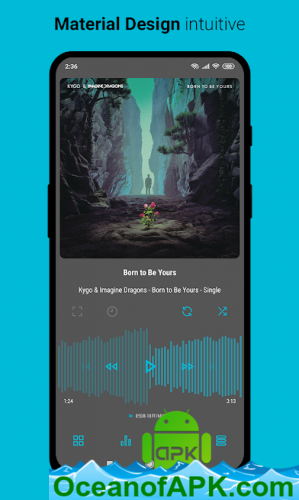 Material Design intuitive
2:36
KYGO & IMAGINE DRAGONS
BORN TO BE YOURS
Born to Be Yours
Kygo & Imagine Dragons - Born to Be Yours - Single
1:24
3:13
apk
OceanofAPK.com